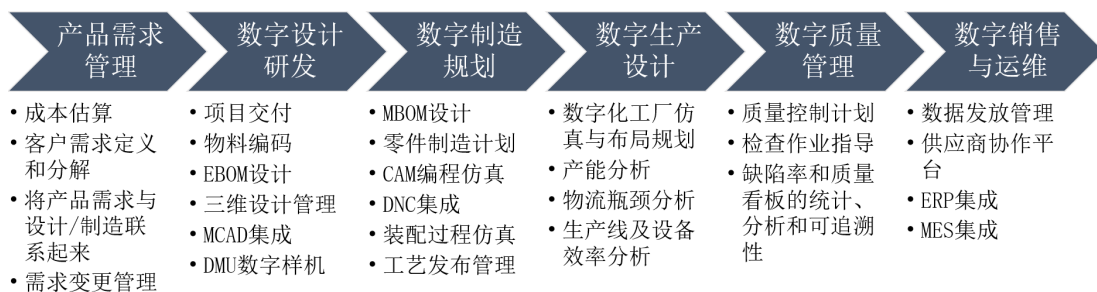 产品需求
管理
• 成本估算
• 客户需求定义
和分解
• 将产品需求与
设计/制造联
系起来
• 需求变更管理
数字设计
研发
• 项目交付
• 物料编码
• EBOM设计
• 三维设计管理
• MCAD集成
• DMU数字样机
数字制造
规划
• MBOM设计
• 零件制造计划
• CAM编程仿真
• DNC集成
• 装配过程仿真
• 工艺发布管理
数字生产
设计
• 数字化工厂仿
真与布局规划
• 产能分析
• 物流瓶颈分析
• 生产线及设备
效率分析
数字质量
管理
• 质量控制计划
• 检查作业指导
• 缺陷率和质量
看板的统计、
分析和可追溯
性
数字销售
与运维
• 数据发放管理
• 供应商协作平
台
• ERP集成
• MES集成